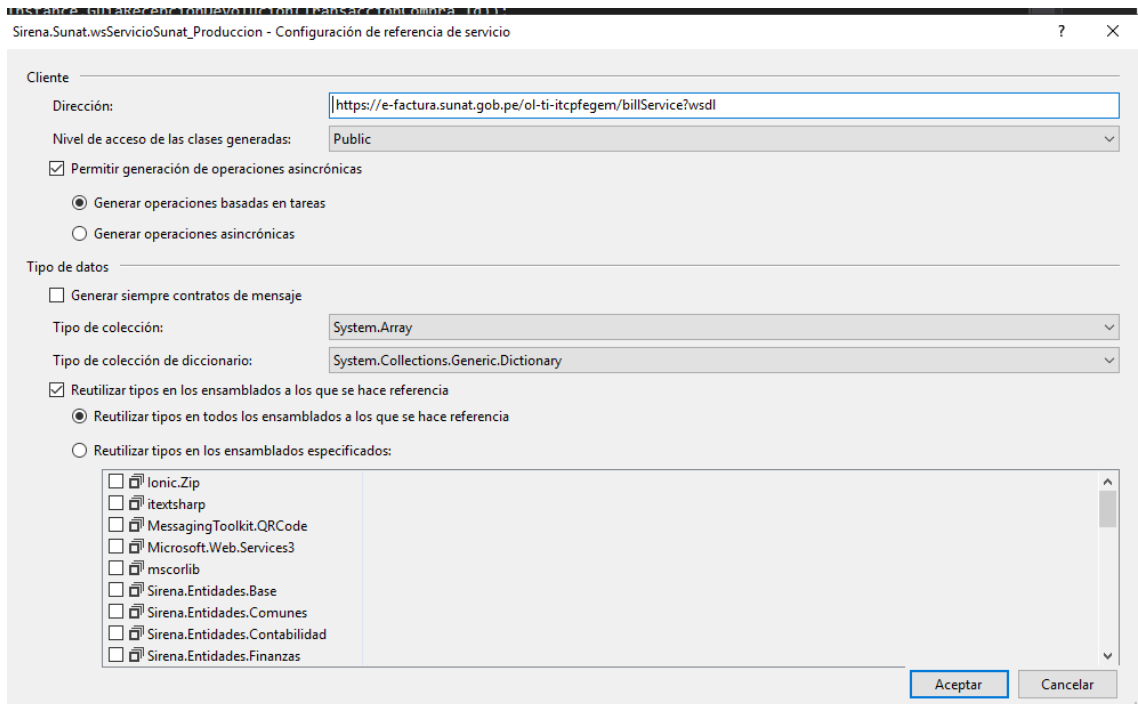 Instance.GuiaRecepcionDevolucion(TransaccionCompra.Id));
Sirena.Sunat.wsServicioSunat_Produccion - Configuración de referencia de servicio
?
Cliente
Dirección:
https://e-factura.sunat.gob.pe/ol-ti-itcpfegem/billService?wsdl
Nivel de acceso de las clases generadas:
Public
Permitir generación de operaciones asincrónicas
Generar operaciones basadas en tareas
Generar operaciones asincrónicas
Tipo de datos
Generar siempre contratos de mensaje
Tipo de colección:
System.Array
Tipo de colección de diccionario:
System.Collections.Generic.Dictionary
Reutilizar tipos en los ensamblados a los que se hace referencia
Reutilizar tipos en todos los ensamblados a los que se hace referencia
Reutilizar tipos en los ensamblados especificados:
Ionic.Zip
itextsharp
MessagingToolkit.QRCode
Microsoft.Web.Services3
mscorlib
Sirena.Entidades.Base
Sirena.Entidades.Comunes
Sirena.Entidades.Contabilidad
Sirena.Entidades.Finanzas
Aceptar
Cancelar